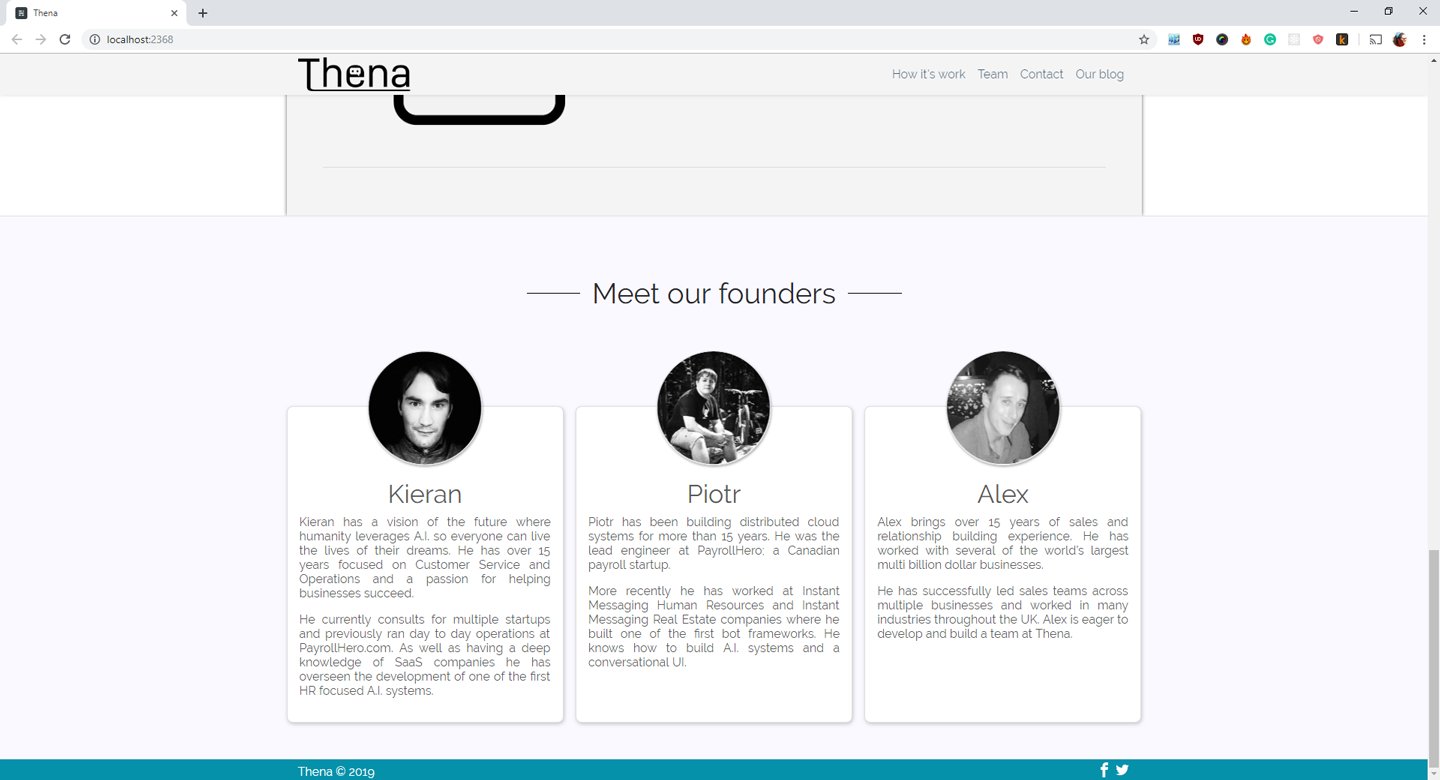 Thena
localhost:2368
Thena
How it's work Team Contact Our blog
Meet our founders
Kieran
Kieran has a vision of the future where
humanity leverages A.I. so everyone can live
the lives of their dreams. He has over 15
years focused on Customer Service and
Operations and a passion for helping
businesses succeed.
He currently consults for multiple startups
and previously ran day to day operations at
PayrollHero.com. As well as having a deep
knowledge of SaaS companies he has
overseen the development of one of the first
HR focused A.I. systems.
Piotr
Piotr has been building distributed cloud
systems for more than 15 years. He was the
lead engineer at PayrollHero; a Canadian
payroll startup.
More recently he has worked at Instant
Messaging Human Resources and Instant
Messaging Real Estate companies where he
built one of the first bot frameworks. He
knows how to build A.I. systems and a
conversational UI.
Alex
Alex brings over 15 years of sales and
relationship building experience. He has
worked with several of the world's largest
multi billion dollar businesses.
He has successfully led sales teams across
multiple businesses and worked in many
industries throughout the UK. Alex is eager to
develop and build a team at Thena.
Thena © 2019